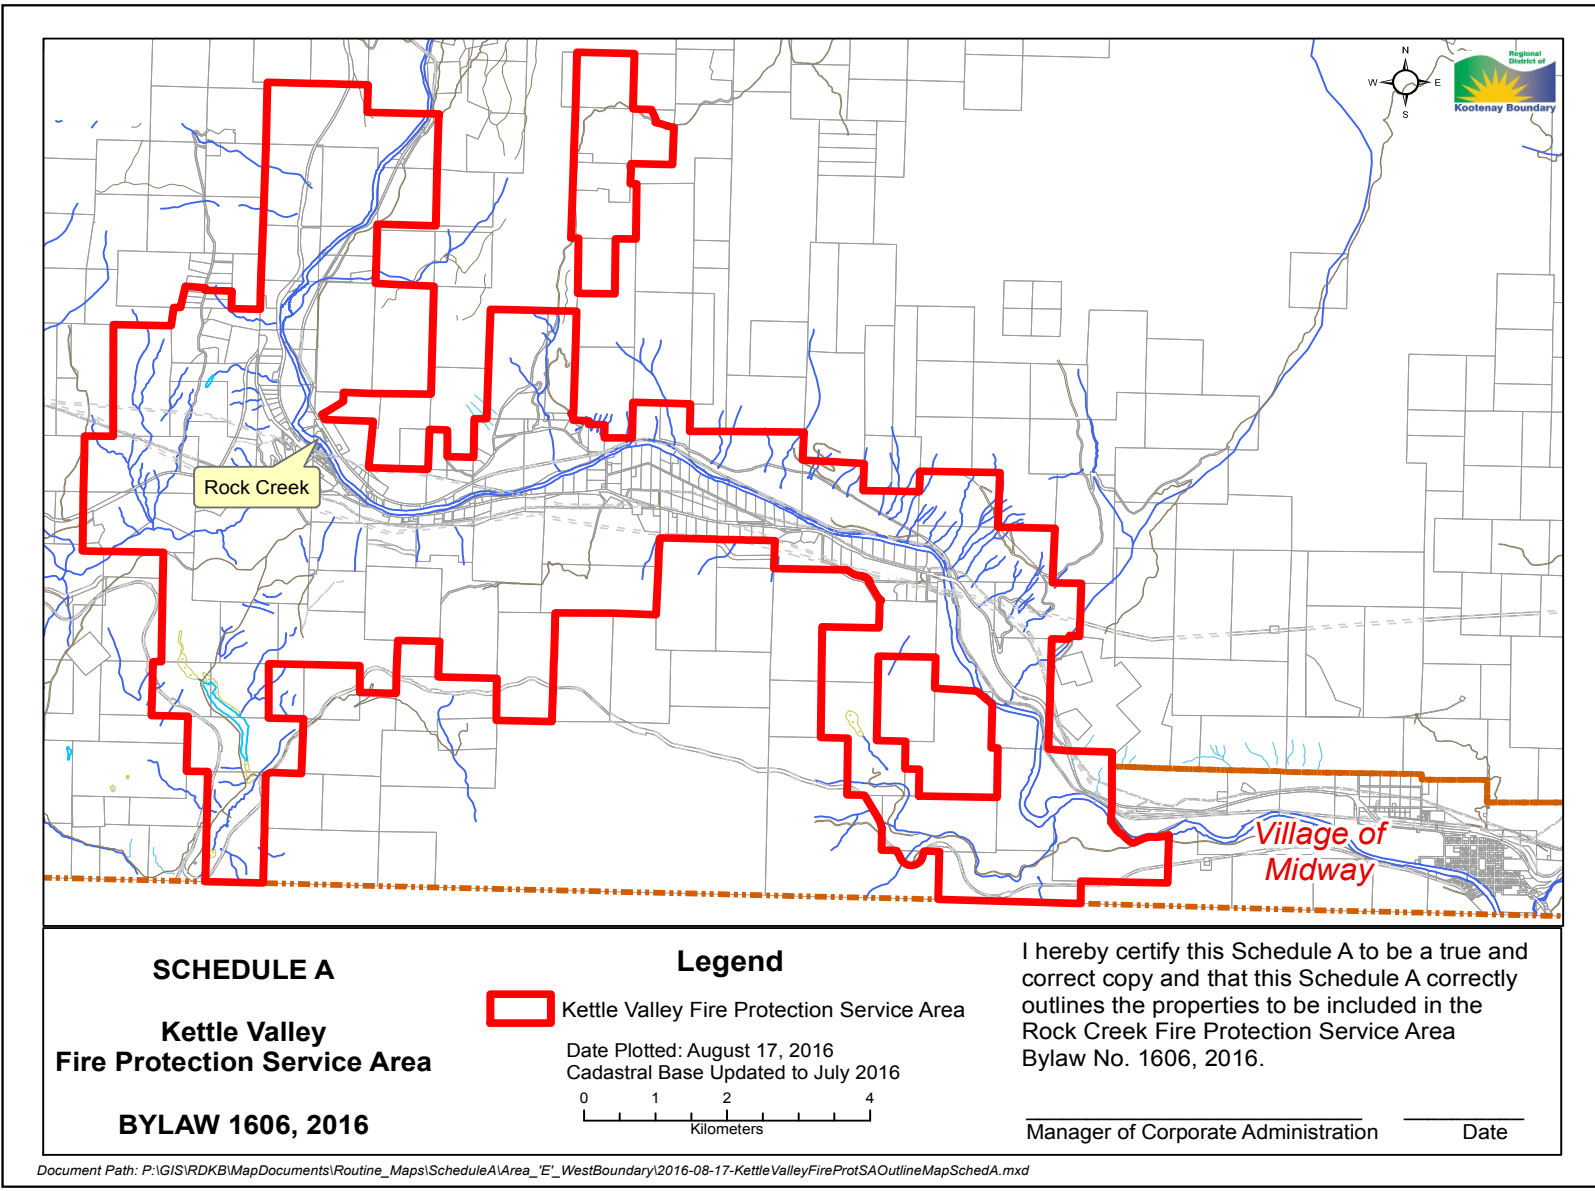 N
W E
S
Regional
District of
Kootenay Boundary
Rock Creek
Village of
Midway
SCHEDULE A
Kettle Valley
Fire Protection Service Area
BYLAW 1606, 2016
Legend
Kettle Valley Fire Protection Service Area
Date Plotted: August 17, 2016
Cadastral Base Updated to July 2016
0 1 2 4
Kilometers
I hereby certify this Schedule A to be a true and
correct copy and that this Schedule A correctly
outlines the properties to be included in the
Rock Creek Fire Protection Service Area
Bylaw No. 1606, 2016.
Manager of Corporate Administration Date
Document Path: P:\GIS\RDKB\MapDocuments\Routine_Maps\ScheduleA\Area_'E'_WestBoundary\2016-08-17-KettleValleyFireProtSAOutlineMapSchedA.mxd